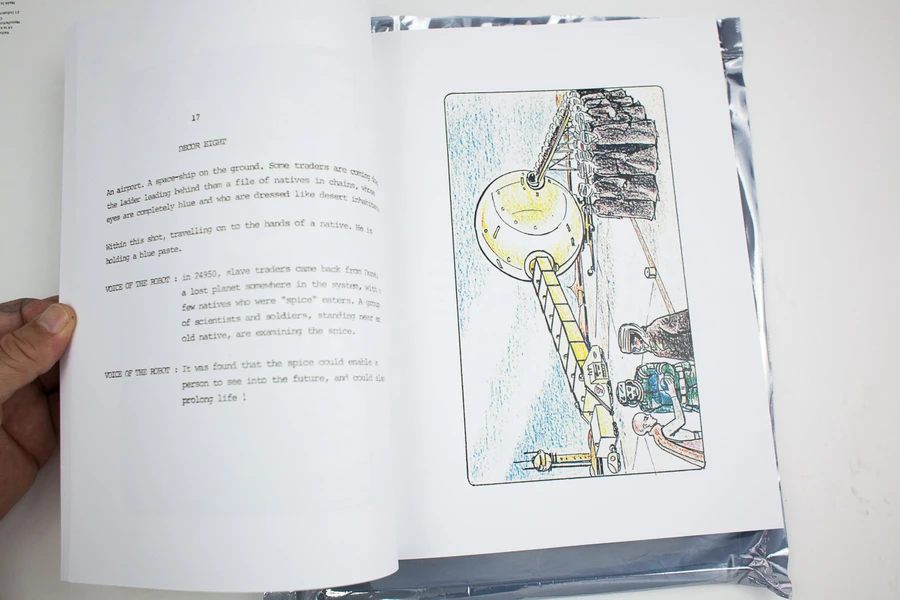 17
DECOR EIGHT
An airport. A space-ship on the ground. Some traders are coming
the ladder leading behind them a file of natives in chains, whose
eyes are completely blue and who are dressed like desert
Within this shot, travelling on to the hands of a native. He is
holding a blue paste.
VOICE OF THE ROBOT : in 24950, slave traders came back from Dune,
a lost planet somewhere in the system, with
few natives who were "spice" eaters. A group
of scientists and soldiers, standing near
old native, are examining the spice.
VOICE OF THE ROBOT : It was found that the spice could enable a
person to see into the future, and could
prolong life !